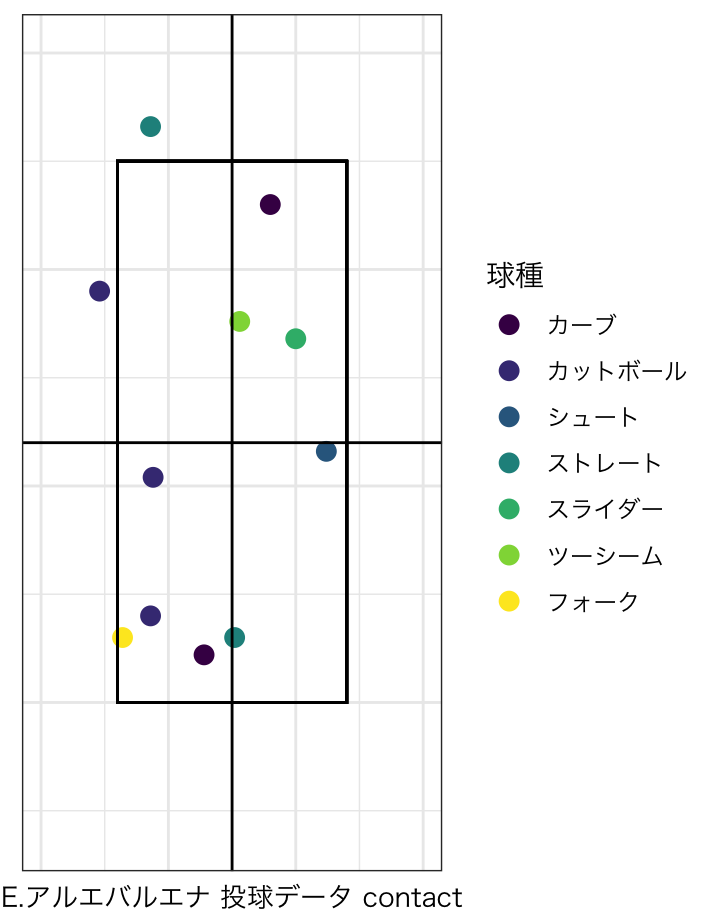 球種
カーブ
カットボール
シュート
ストレート
スライダー
ツーシーム
フォーク
E.アルエバルエナ 投球データ contact